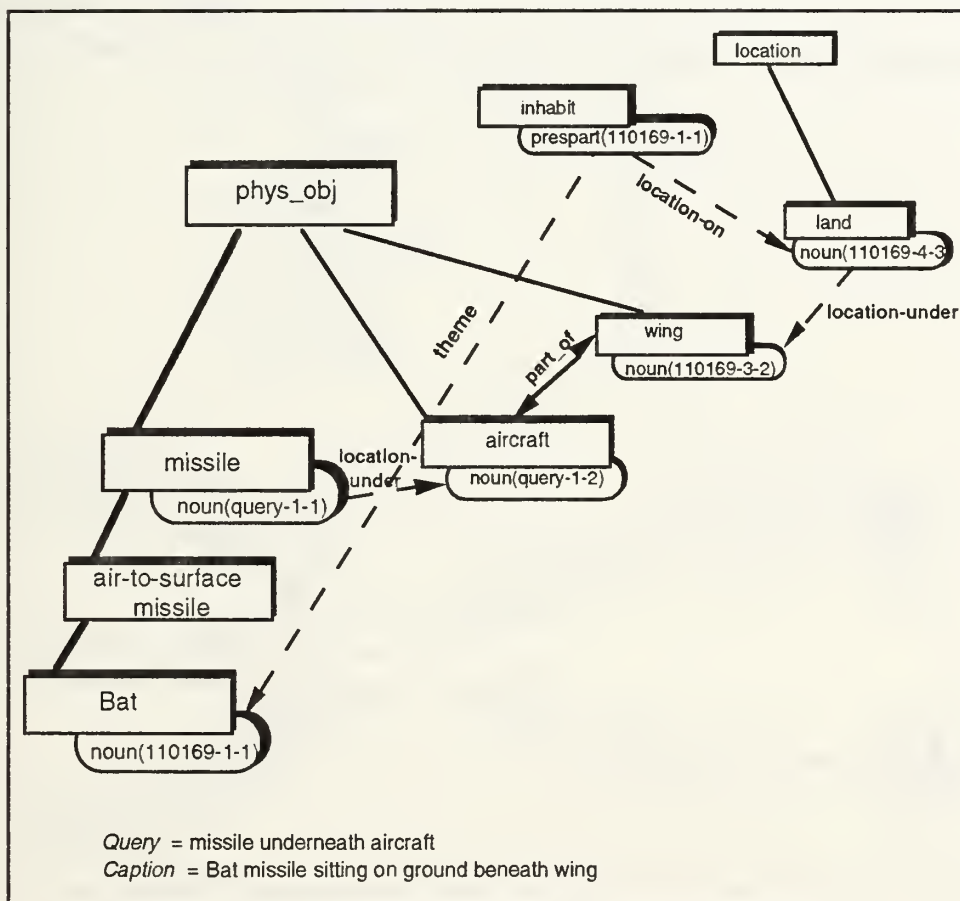 location
inhabit
prespart(110169-1-1)
location-on
phys_obj
land
noun(110169-4-3
location-under
theme
wing
noun(110169-3-2)
part_of
aircraft
noun(query-1-2)
missile
noun(query-1-1)
location-
under
air-to-surface
missile
Bat
noun(110169-1-1)
Query = missile underneath aircraft
Caption = Bat missile sitting on ground beneath wing